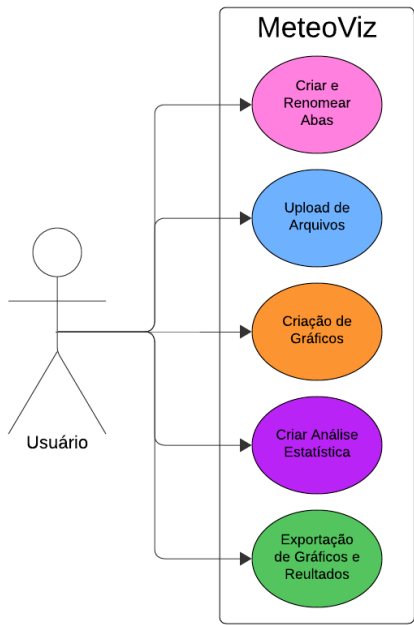 MeteoViz
Criar e
Renomear
Abas
Upload de
Arquivos
Criação de
Gráficos
Usuário
Criar Análise
Estatística
Exportação
de Gráficos e
Reultados